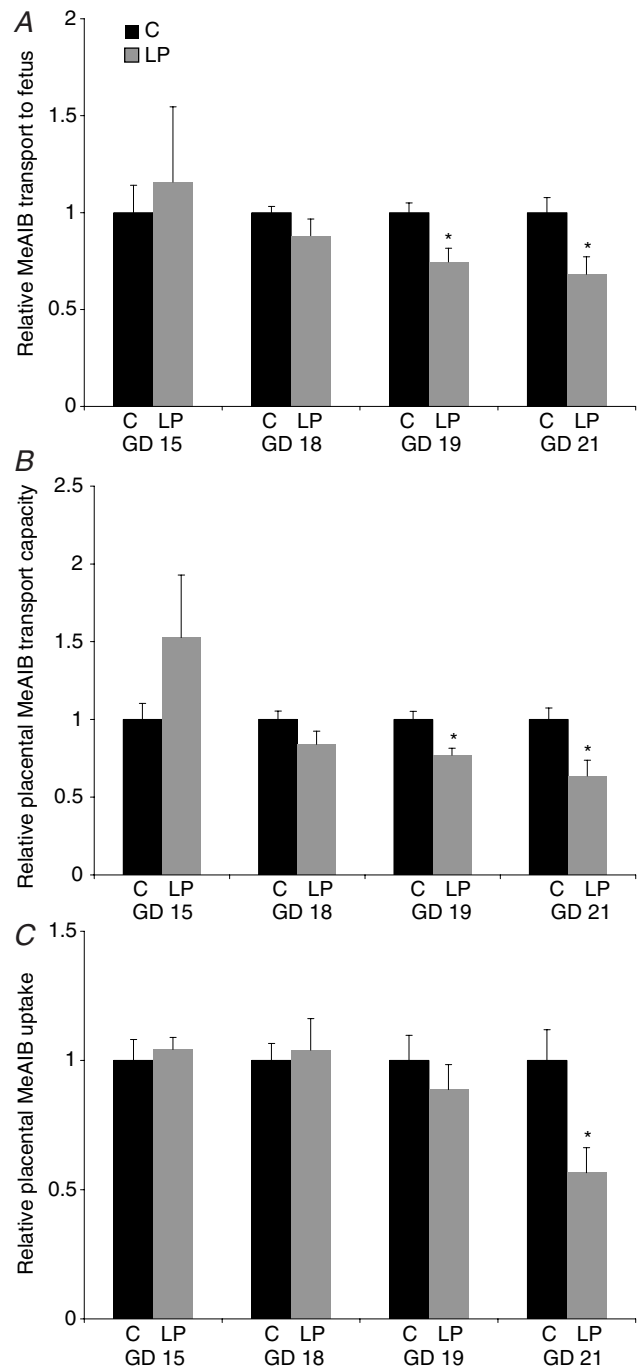 A
C
LP
Relative MeAIB transport to fetus
2
1.5
1
0.5
0
C LP C LP C LP C LP
GD 15 GD 18 GD 19 GD 21
* *
B
Relative placental MeAIB transport capacity
2.5
2
1.5
1
0.5
0
* *
C LP C LP C LP C LP
GD 15 GD 18 GD 19 GD 21
C
Relative placental MeAIB uptake
1.5
1
0.5
0
*
C LP C LP C LP C LP
GD 15 GD 18 GD 19 GD 21